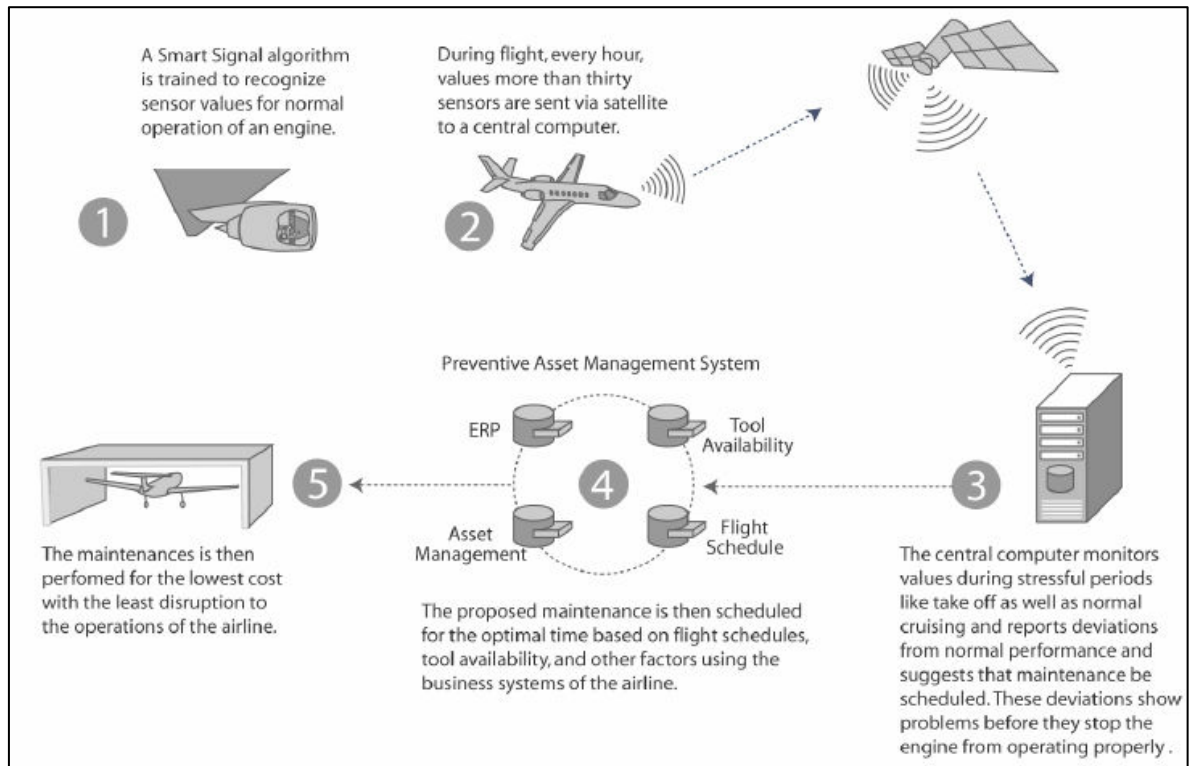 A Smart Signal algorithm
is trained to recognize
sensor values for normal
operation of an engine.
1
During flight, every hour,
values more than thirty
sensors are sent via satellite
to a central computer.
2
Preventive Asset Management System
ERP
Tool
Availability
4
Asset
Management
Flight
Schedule
3
5
The central computer monitors
values during stressful periods
like take off as well as normal
cruising and reports deviations
from normal performance and
suggests that maintenance be
scheduled. These deviations show
problems before they stop the
engine from operating properly .
The proposed maintenance is then scheduled
for the optimal time based on flight schedules,
tool availability, and other factors using the
business systems of the airline.
The maintenances is then
perfomed for the lowest cost
with the least disruption to
the operations of the airline.